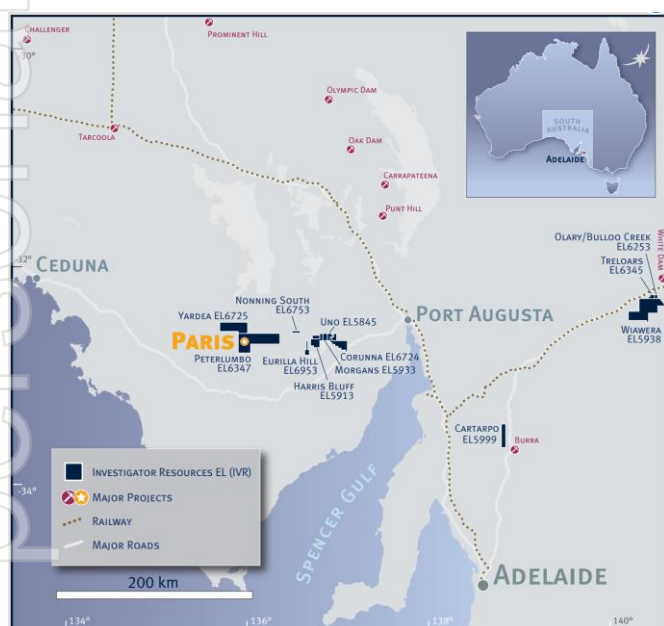 CHALLENGER
PROMINENT HILL
-30°
OLYMPIC DAM
OAK DAM
TARCOOLA
CARRAPATEENA
PUNT HILL
SOUTH
AUSTRALIA
ADELAIDE
OLARY/BULLOO CREEK
EL6253
TRELOARS
EL6345
WHITE DAM
WIAWERA
EL5938
-32°
CEDUNA
NONNING SOUTH
EL6753
YARDEA EL6725
UNO EL5845
PORT AUGUSTA
PARIS
PETERLUMBO
EL6347
EURILLA HILL
EL6953
CORUNNA EL6724
MORGANS EL5933
HARRIS BLUFF
EL5913
CARTARPO
EL5999
BURRA
-34°
INVESTIGATOR RESOURCES EL (IVR)
MAJOR PROJECTS
RAILWAY
MAJOR ROADS
SPENCER GULF
200 km
ADELAIDE
134°
136°
138°
140°